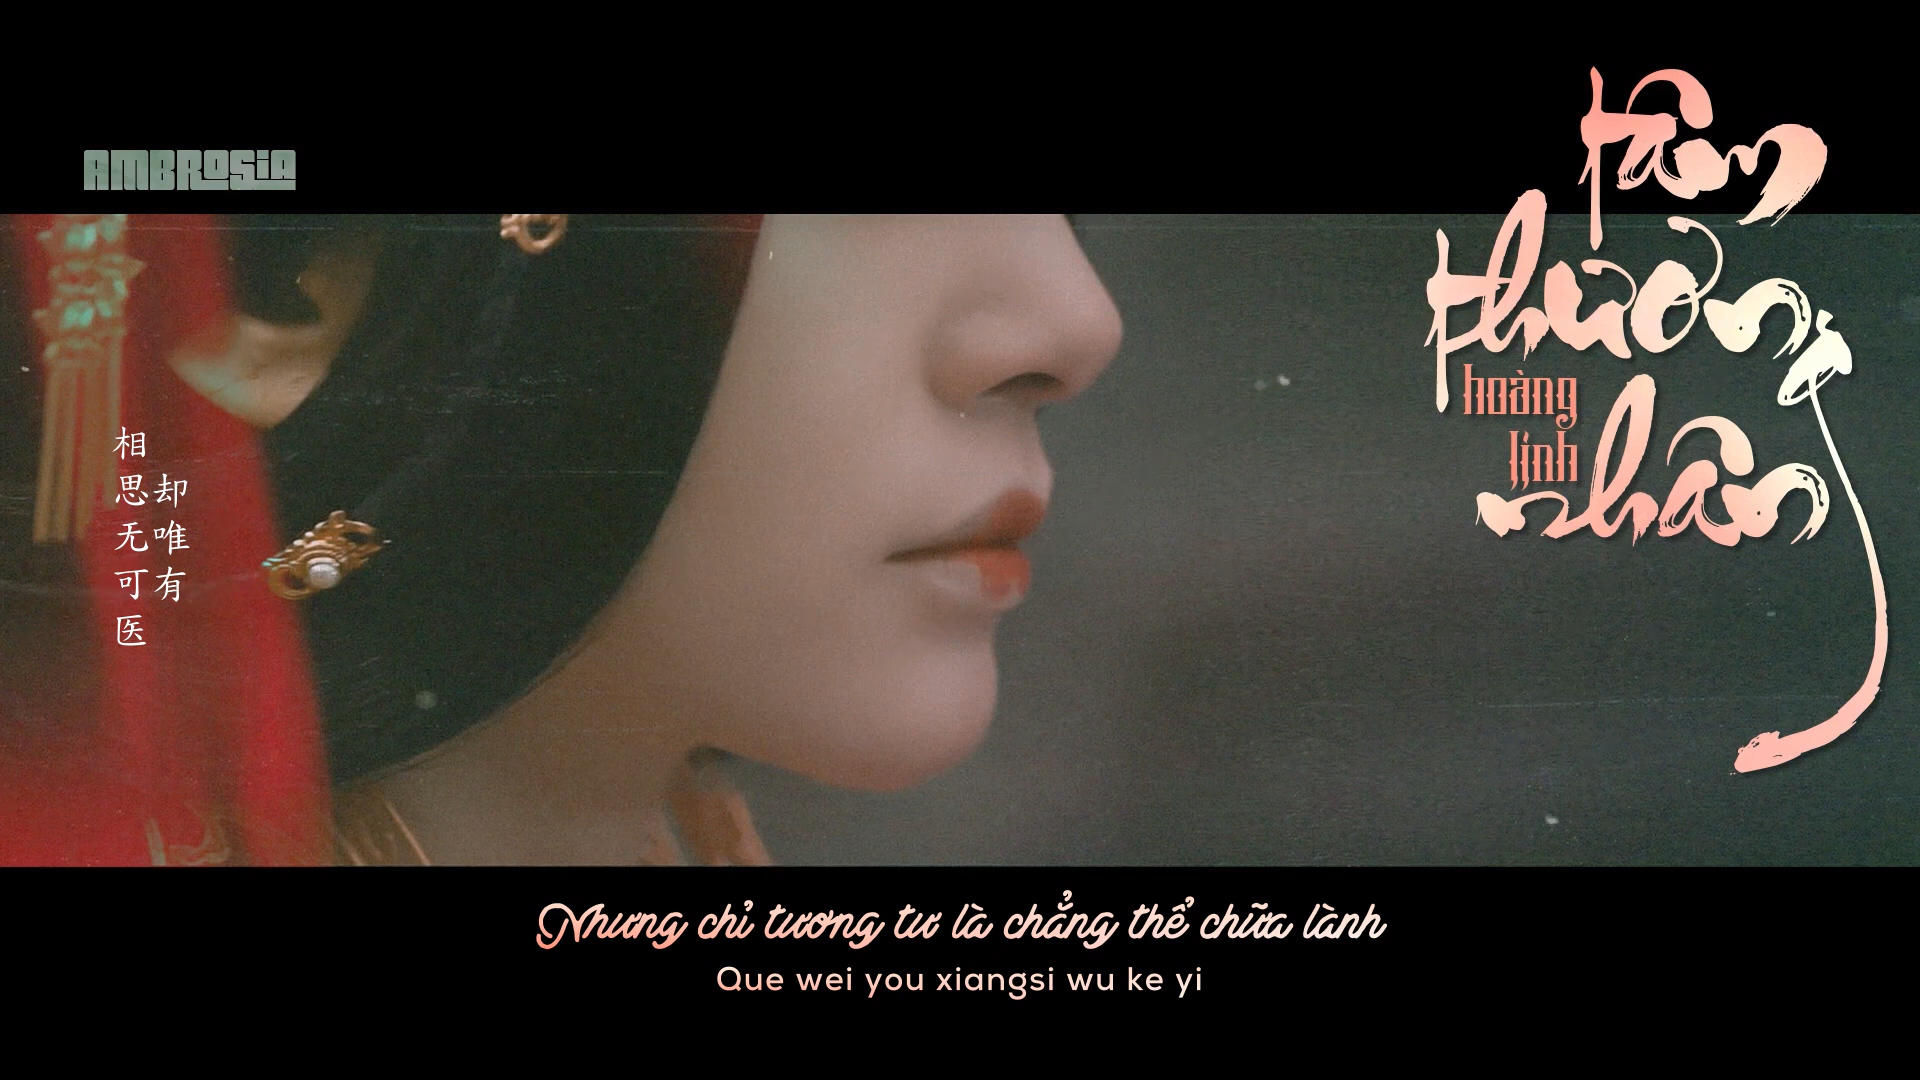 AMBROSIA
tâm
thưởng
hoàng
linh
nhân
却唯有
相思无可医
Nhưng chỉ tương tư là chẳng thể chữa lành
Que wei you xiangsi wu ke yi